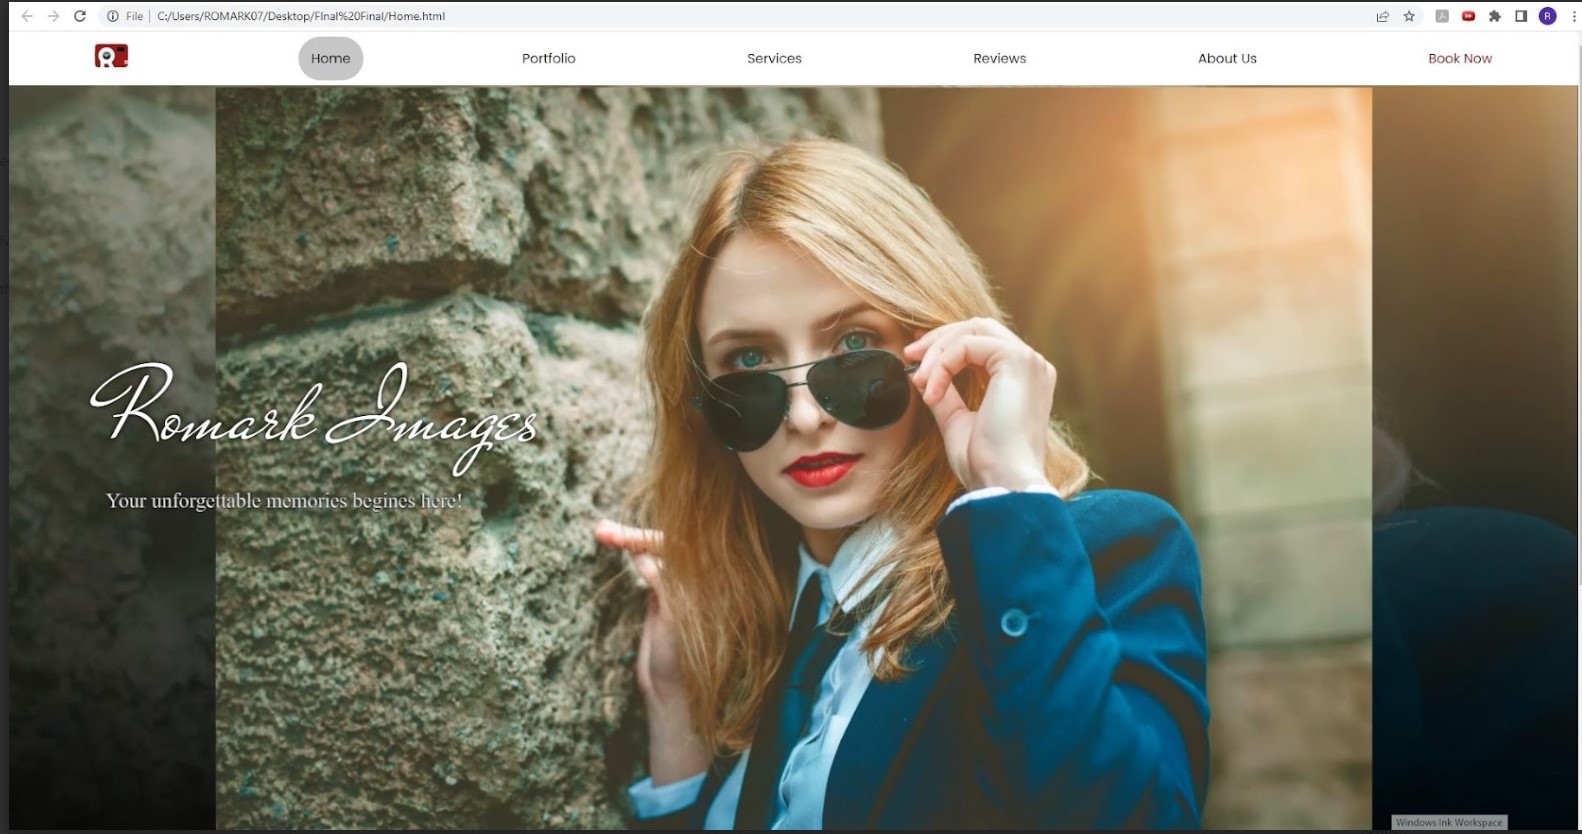 File C:/Users/ROMARK07/Desktop/FInal%20Final/Home.html
R
R
Home Portfolio Services Reviews About Us Book Now
Romark Images
Your unforgettable memories begines here!
Windows Ink Workspace